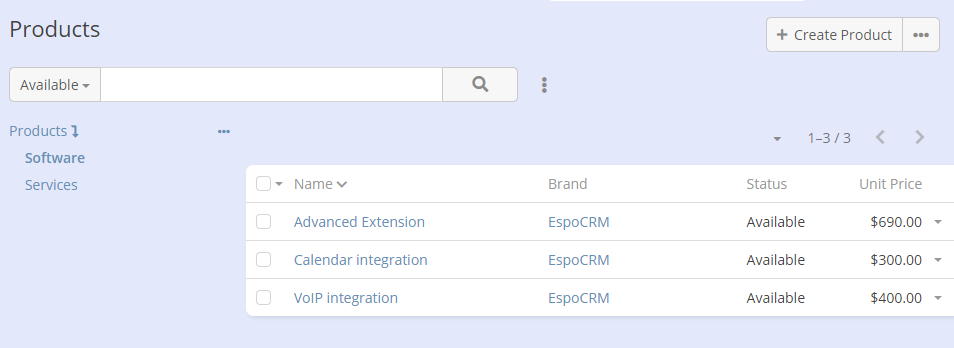 Products
Create Product
Available
Products
Software
Services
1–3 / 3
Name Brand Status Unit Price
Advanced Extension EspoCRM Available $690.00
Calendar integration EspoCRM Available $300.00
VoIP integration EspoCRM Available $400.00